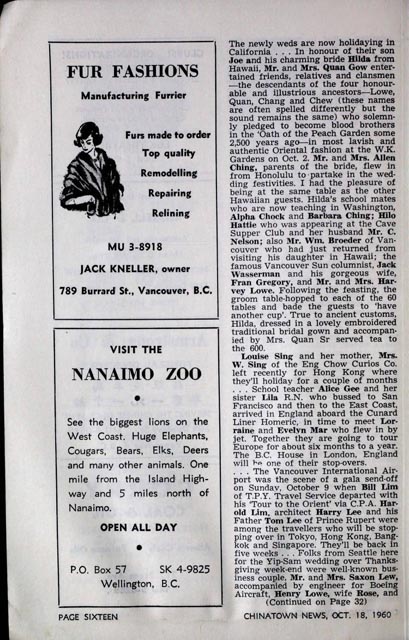 FUR FASHIONS
Manufacturing Furrier
Furs made to order
Top quality
Remodelling
Repairing
Relining
MU 3-8918
JACK KNELLER, owner
789 Burrard St., Vancouver, B.C.
VISIT THE
NANAIMO ZOO
•
See the biggest lions on the
West Coast. Huge Elephants,
Cougars, Bears, Elks, Deers
and many other animals. One
mile from the Island High-
way and 5 miles north of
Nanaimo.
OPEN ALL DAY
•
P.O. Box 57 SK 4-9825
Wellington, B.C.
The newly weds are now holidaying in
California . . . In honour of their son
Joe and his charming bride Hilda from
Hawaii, Mr. and Mrs. Quan Gow enter-
tained friends, relatives and clansmen
—the descendants of the four honour-
able and illustrious ancestors—Lowe,
Quan, Chang and Chew (these names
are often spelled differently but the
sound remains the same) who solemn-
ly pledged to become blood brothers
in the 'Oath of the Peach Garden some
2,500 years ago—in most lavish and
authentic Oriental fashion at the W.K.
Gardens on Oct. 2. Mr. and Mrs. Allen
Ching, parents of the bride, flew in
from Honolulu to partake in the wed-
ding festivities. I had the pleasure of
being at the same table as the other
Hawaiian guests. Hilda's school mates
who are now teaching in Washington,
Alpha Chock and Barbara Ching; Hilo
Hattie who was appearing at the Cave
Supper Club and her husband Mr. C.
Nelson; also Mr. Wm. Broeder of Van-
couver who had just returned from
visiting his daughter in Hawaii; the
famous Vancouver Sun columnist, Jack
Wasserman and his gorgeous wife,
Fran Gregory, and Mr. and Mrs. Har-
vey Lowe. Following the feasting, the
groom table-hopped to each of the 60
tables and bade the guests to 'have
another cup'. True to ancient customs,
Hilda, dressed in a lovely embroidered
traditional bridal gown and accompan-
ied by Mrs. Quan Sr served tea to
the 600.
Louise Sing and her mother, Mrs.
W. Sing of the Eng Chow Curios Co.
left recently for Hong Kong where
they'll holiday for a couple of months
. . . School teacher Alice Gee and her
sister Lila R.N. who bussed to San
Francisco and then to the East Coast,
arrived in England aboard the Cunard
Liner Homeric, in time to meet Lor-
raine and Evelyn Mar who flew in by
jet. Together they are going to tour
Europe for about six months to a year.
The B.C. House in London, England
will be one of their stop-overs.
. . . The Vancouver International Air-
port was the scene of a gala send-off
on Sunday, October 9 when Bill Lim
of T.P.Y. Travel Service departed with
his 'Tour to the Orient' via C.P.A. Har-
old Lim, architect Harry Lee and his
Father Tom Lee of Prince Rupert were
among the travellers who will be stop-
ping over in Tokyo, Hong Kong, Bang-
kok and Singapore. They'll be back in
five weeks . . . Folks from Seattle here
for the Yip-Sam wedding over Thanks-
giving week-end were well-known bus-
iness couple. Mr. and Mrs. Saxon Lew,
accompanied by engineer for Boeing
Aircraft, Henry Lowe, wife Rose, and
(Continued on Page 32)
PAGE SIXTEEN
CHINATOWN NEWS, OCT. 18, 1960